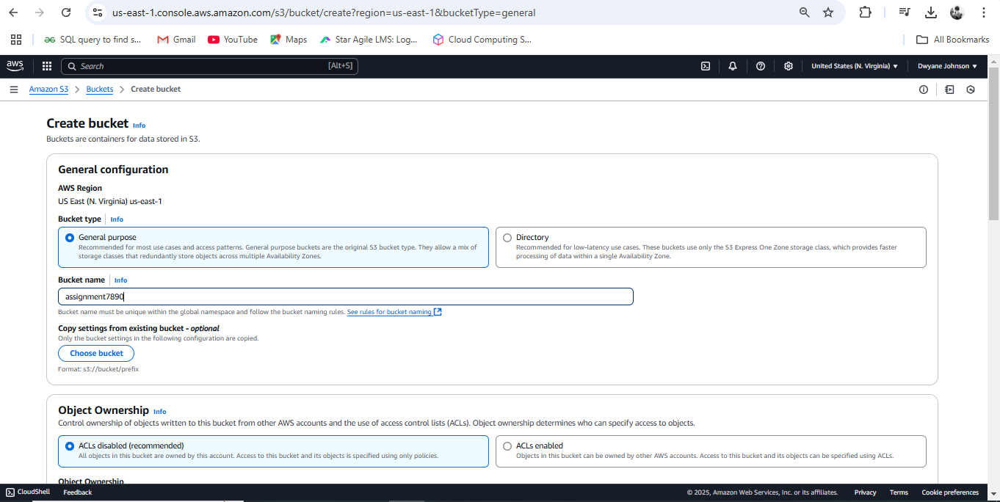 us-east-1.console.aws.amazon.com/s3/bucket/create?region=us-east-1&bucketType=general
SQL query to find s... Gmail YouTube Maps Star Agile LMS: Log... Cloud Computing S... All Bookmarks
aws Search [Alt+S] United States (N. Virginia) Dwyane Johnson
Amazon S3 Buckets Create bucket
Create bucket Info
Buckets are containers for data stored in S3.
General configuration
AWS Region
US East (N. Virginia) us-east-1
Bucket type Info
General purpose
Recommended for most use cases and access patterns. General purpose buckets are the original S3 bucket type. They allow a mix of
storage classes that redundantly store objects across multiple Availability Zones.
Directory
Recommended for low-latency use cases. These buckets use only the S3 Express One Zone storage class, which provides faster
processing of data within a single Availability Zone.
Bucket name Info
assignment7890
Bucket name must be unique within the global namespace and follow the bucket naming rules. See rules for bucket naming
Copy settings from existing bucket - optional
Only the bucket settings in the following configuration are copied.
Choose bucket
Format: s3://bucket/prefix
Object Ownership Info
Control ownership of objects written to this bucket from other AWS accounts and the use of access control lists (ACLs). Object ownership determines who can specify access to objects.
ACLs disabled (recommended)
All objects in this bucket are owned by this account. Access to this bucket and its objects is specified using only policies.
ACLs enabled
Objects in this bucket can be owned by other AWS accounts. Access to this bucket and its objects can be specified using ACLs.
Object Ownership
CloudShell Feedback © 2025, Amazon Web Services, Inc. or its affiliates. Privacy Terms Cookie preferences